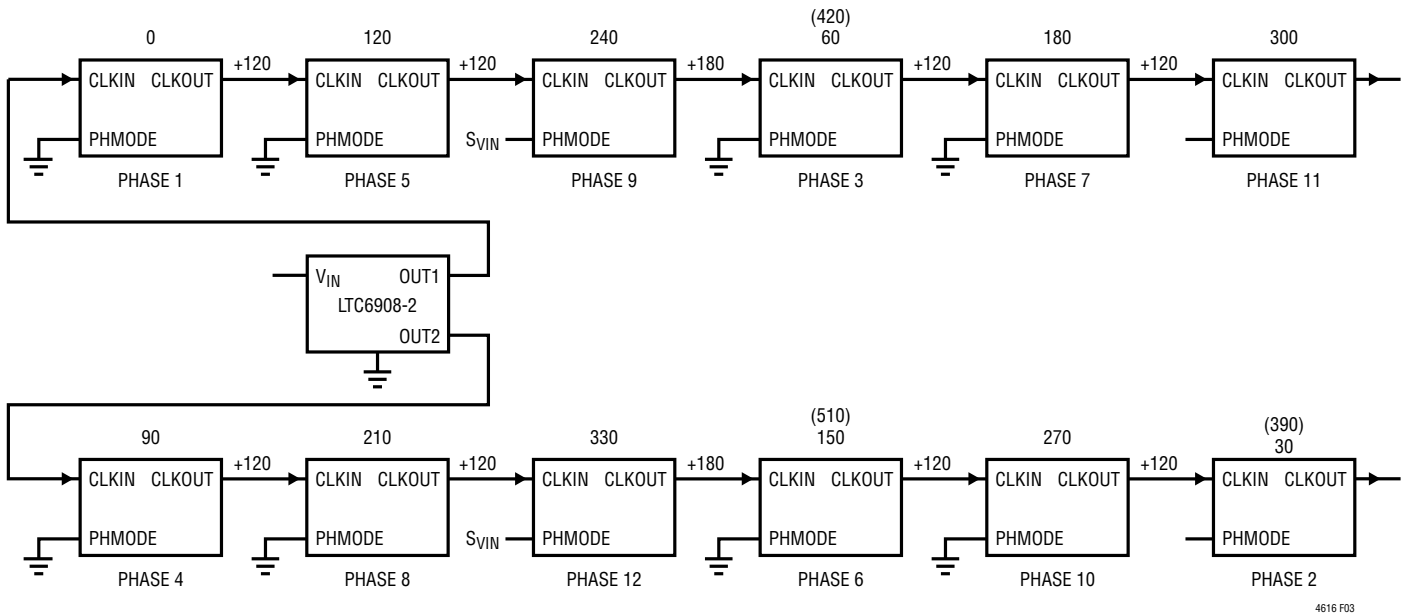 (420)
0 120 240 60 180 300
+120 +120 +180 +120 +120
CLKIN CLKOUT CLKIN CLKOUT CLKIN CLKOUT CLKIN CLKOUT CLKIN CLKOUT CLKIN CLKOUT
PHMODE PHMODE SVIN PHMODE PHMODE PHMODE PHMODE
PHASE 1 PHASE 5 PHASE 9 PHASE 3 PHASE 7 PHASE 11
VIN OUT1
LTC6908-2
OUT2
(510) (390)
90 210 330 150 270 30
+120 +120 +180 +120 +120
CLKIN CLKOUT CLKIN CLKOUT CLKIN CLKOUT CLKIN CLKOUT CLKIN CLKOUT CLKIN CLKOUT
PHMODE PHMODE SVIN PHMODE PHMODE PHMODE PHMODE
PHASE 4 PHASE 8 PHASE 12 PHASE 6 PHASE 10 PHASE 2
4616 F03